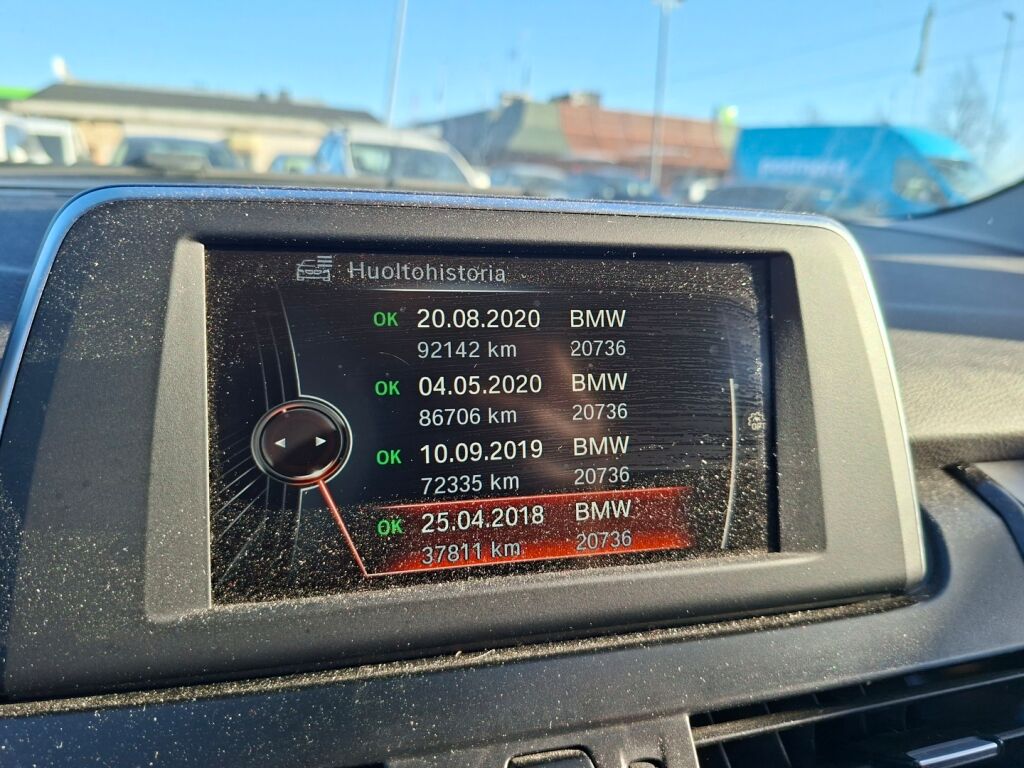 Huoltohistoria
OK 20.08.2020 BMW
92142 km 20736
OK 04.05.2020 BMW
86706 km 20736
OK 10.09.2019 BMW
72335 km 20736
OK 25.04.2018 BMW
37811 km 20736